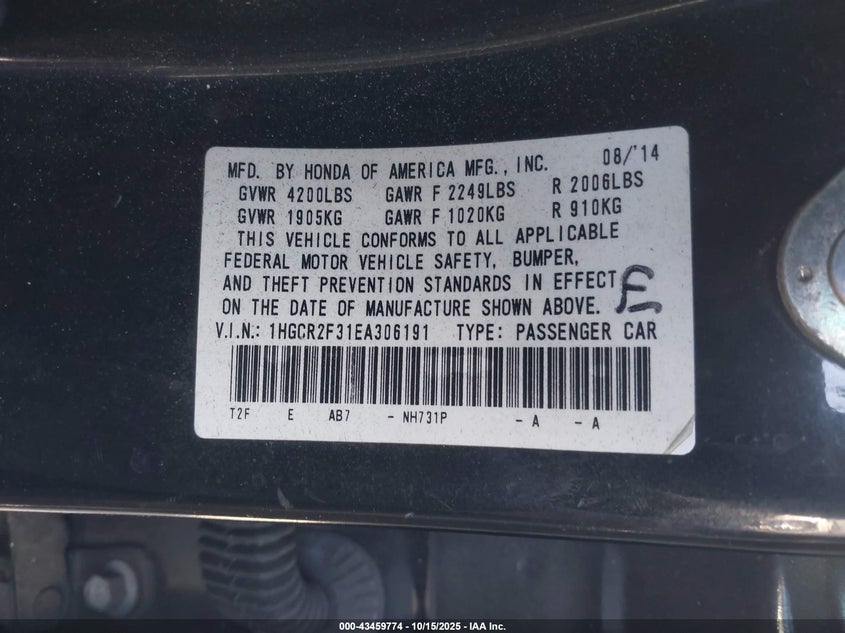 MFD. BY HONDA OF AMERICA MFG., INC. 08/'14
GVWR 4200LBS GAWR F 2249LBS R 2006LBS
GVWR 1905KG GAWR F 1020KG R 910KG
THIS VEHICLE CONFORMS TO ALL APPLICABLE
FEDERAL MOTOR VEHICLE SAFETY, BUMPER,
AND THEFT PREVENTION STANDARDS IN EFFECT
ON THE DATE OF MANUFACTURE SHOWN ABOVE. E
V.I.N.: 1HGCR2F31EA306191 TYPE: PASSENGER CAR
T2F E AB7 - NH731P - A - A
000-43459774 - 10/15/2025 - IAA Inc.